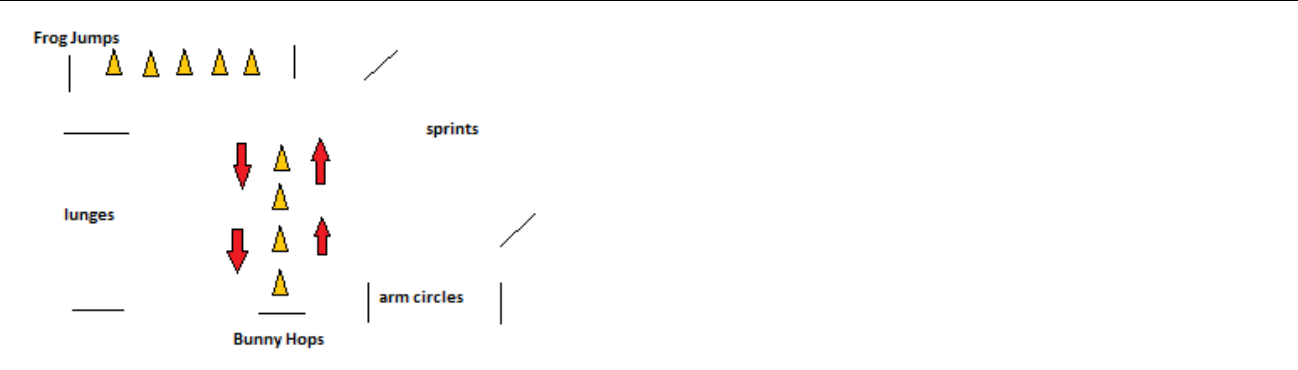 Frog Jumps
sprints
lunges
arm circles
Bunny Hops